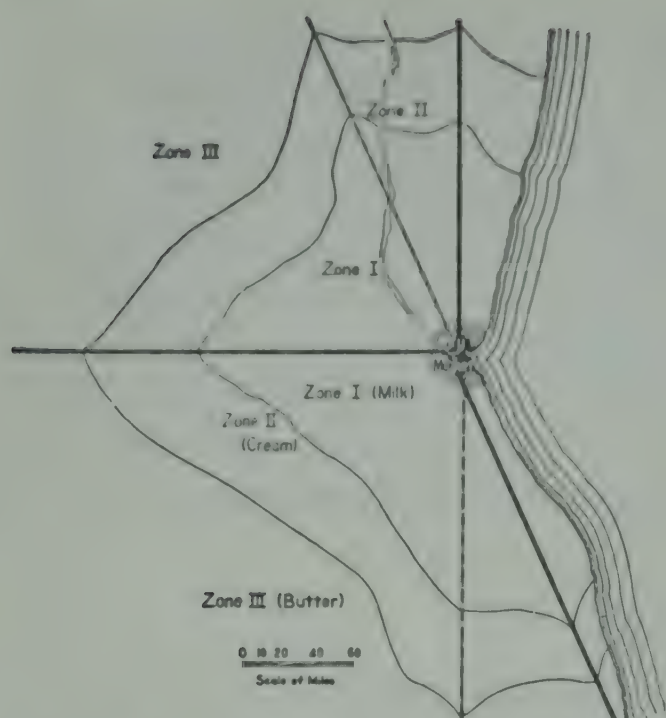 Zone II
Zone III
Zone I
Zone I (Milk)
Zone II
(Cream)
Zone III (Butter)
0 10 20 40 60
Scale of Miles